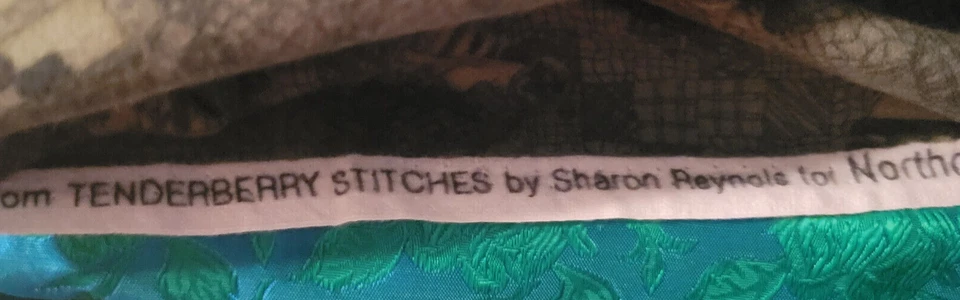 om TENDERBERRY STITCHES by Sharon Reynols for Northc